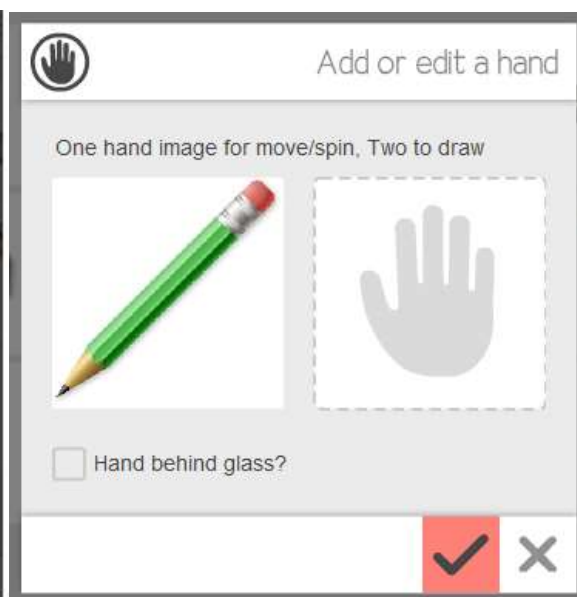 Add or edit a hand
One hand image for move/spin, Two to draw
Hand behind glass?